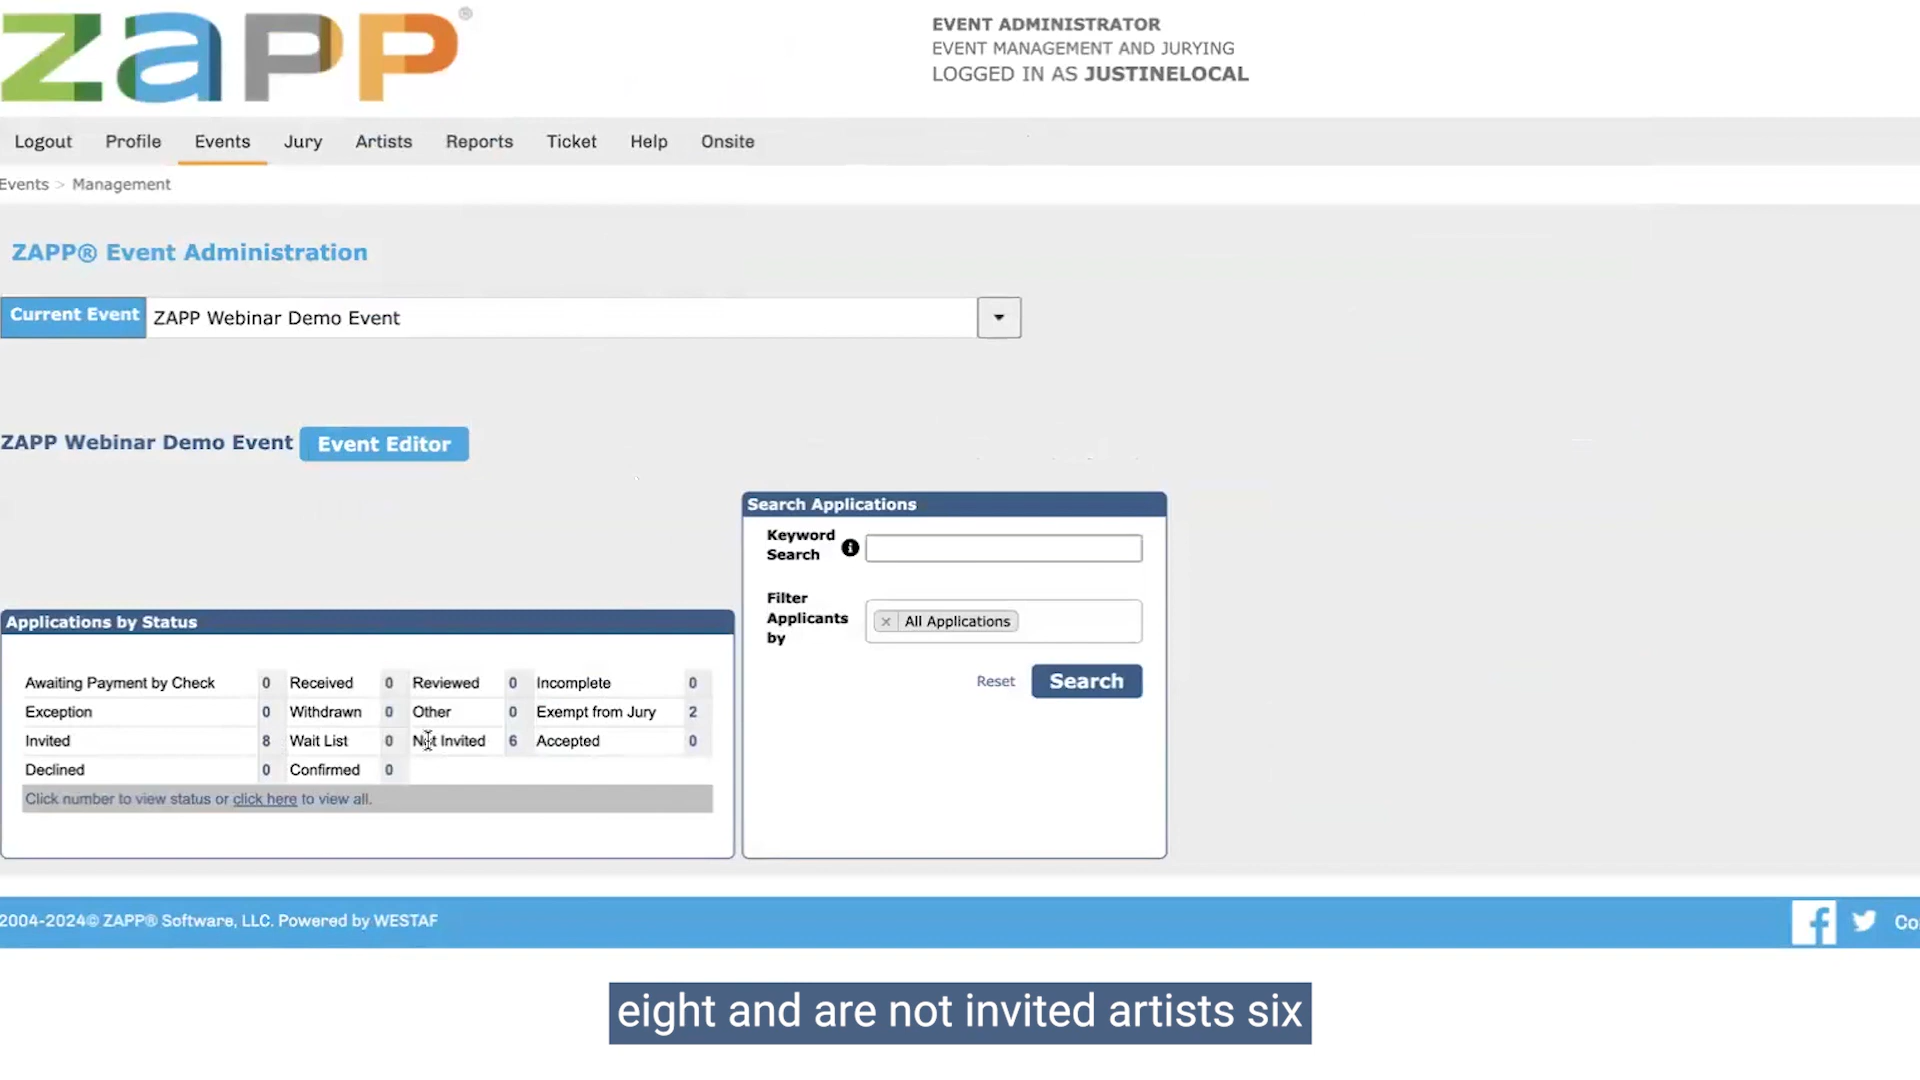 zapp®
EVENT ADMINISTRATOR
EVENT MANAGEMENT AND JURYING
LOGGED IN AS JUSTINELOCAL
Logout Profile Events Jury Artists Reports Ticket Help Onsite
Events > Management
ZAPP® Event Administration
Current Event ZAPP Webinar Demo Event
ZAPP Webinar Demo Event Event Editor
Search Applications
Keyword
Search
Filter
Applicants
by
× All Applications
Reset Search
Applications by Status
Awaiting Payment by Check 0 Received 0 Reviewed 0 Incomplete 0
Exception 0 Withdrawn 0 Other 0 Exempt from Jury 2
Invited 8 Wait List 0 Not Invited 6 Accepted 0
Declined 0 Confirmed 0
Click number to view status or click here to view all.
2004-2024© ZAPP® Software, LLC. Powered by WESTAF
Co
eight and are not invited artists six